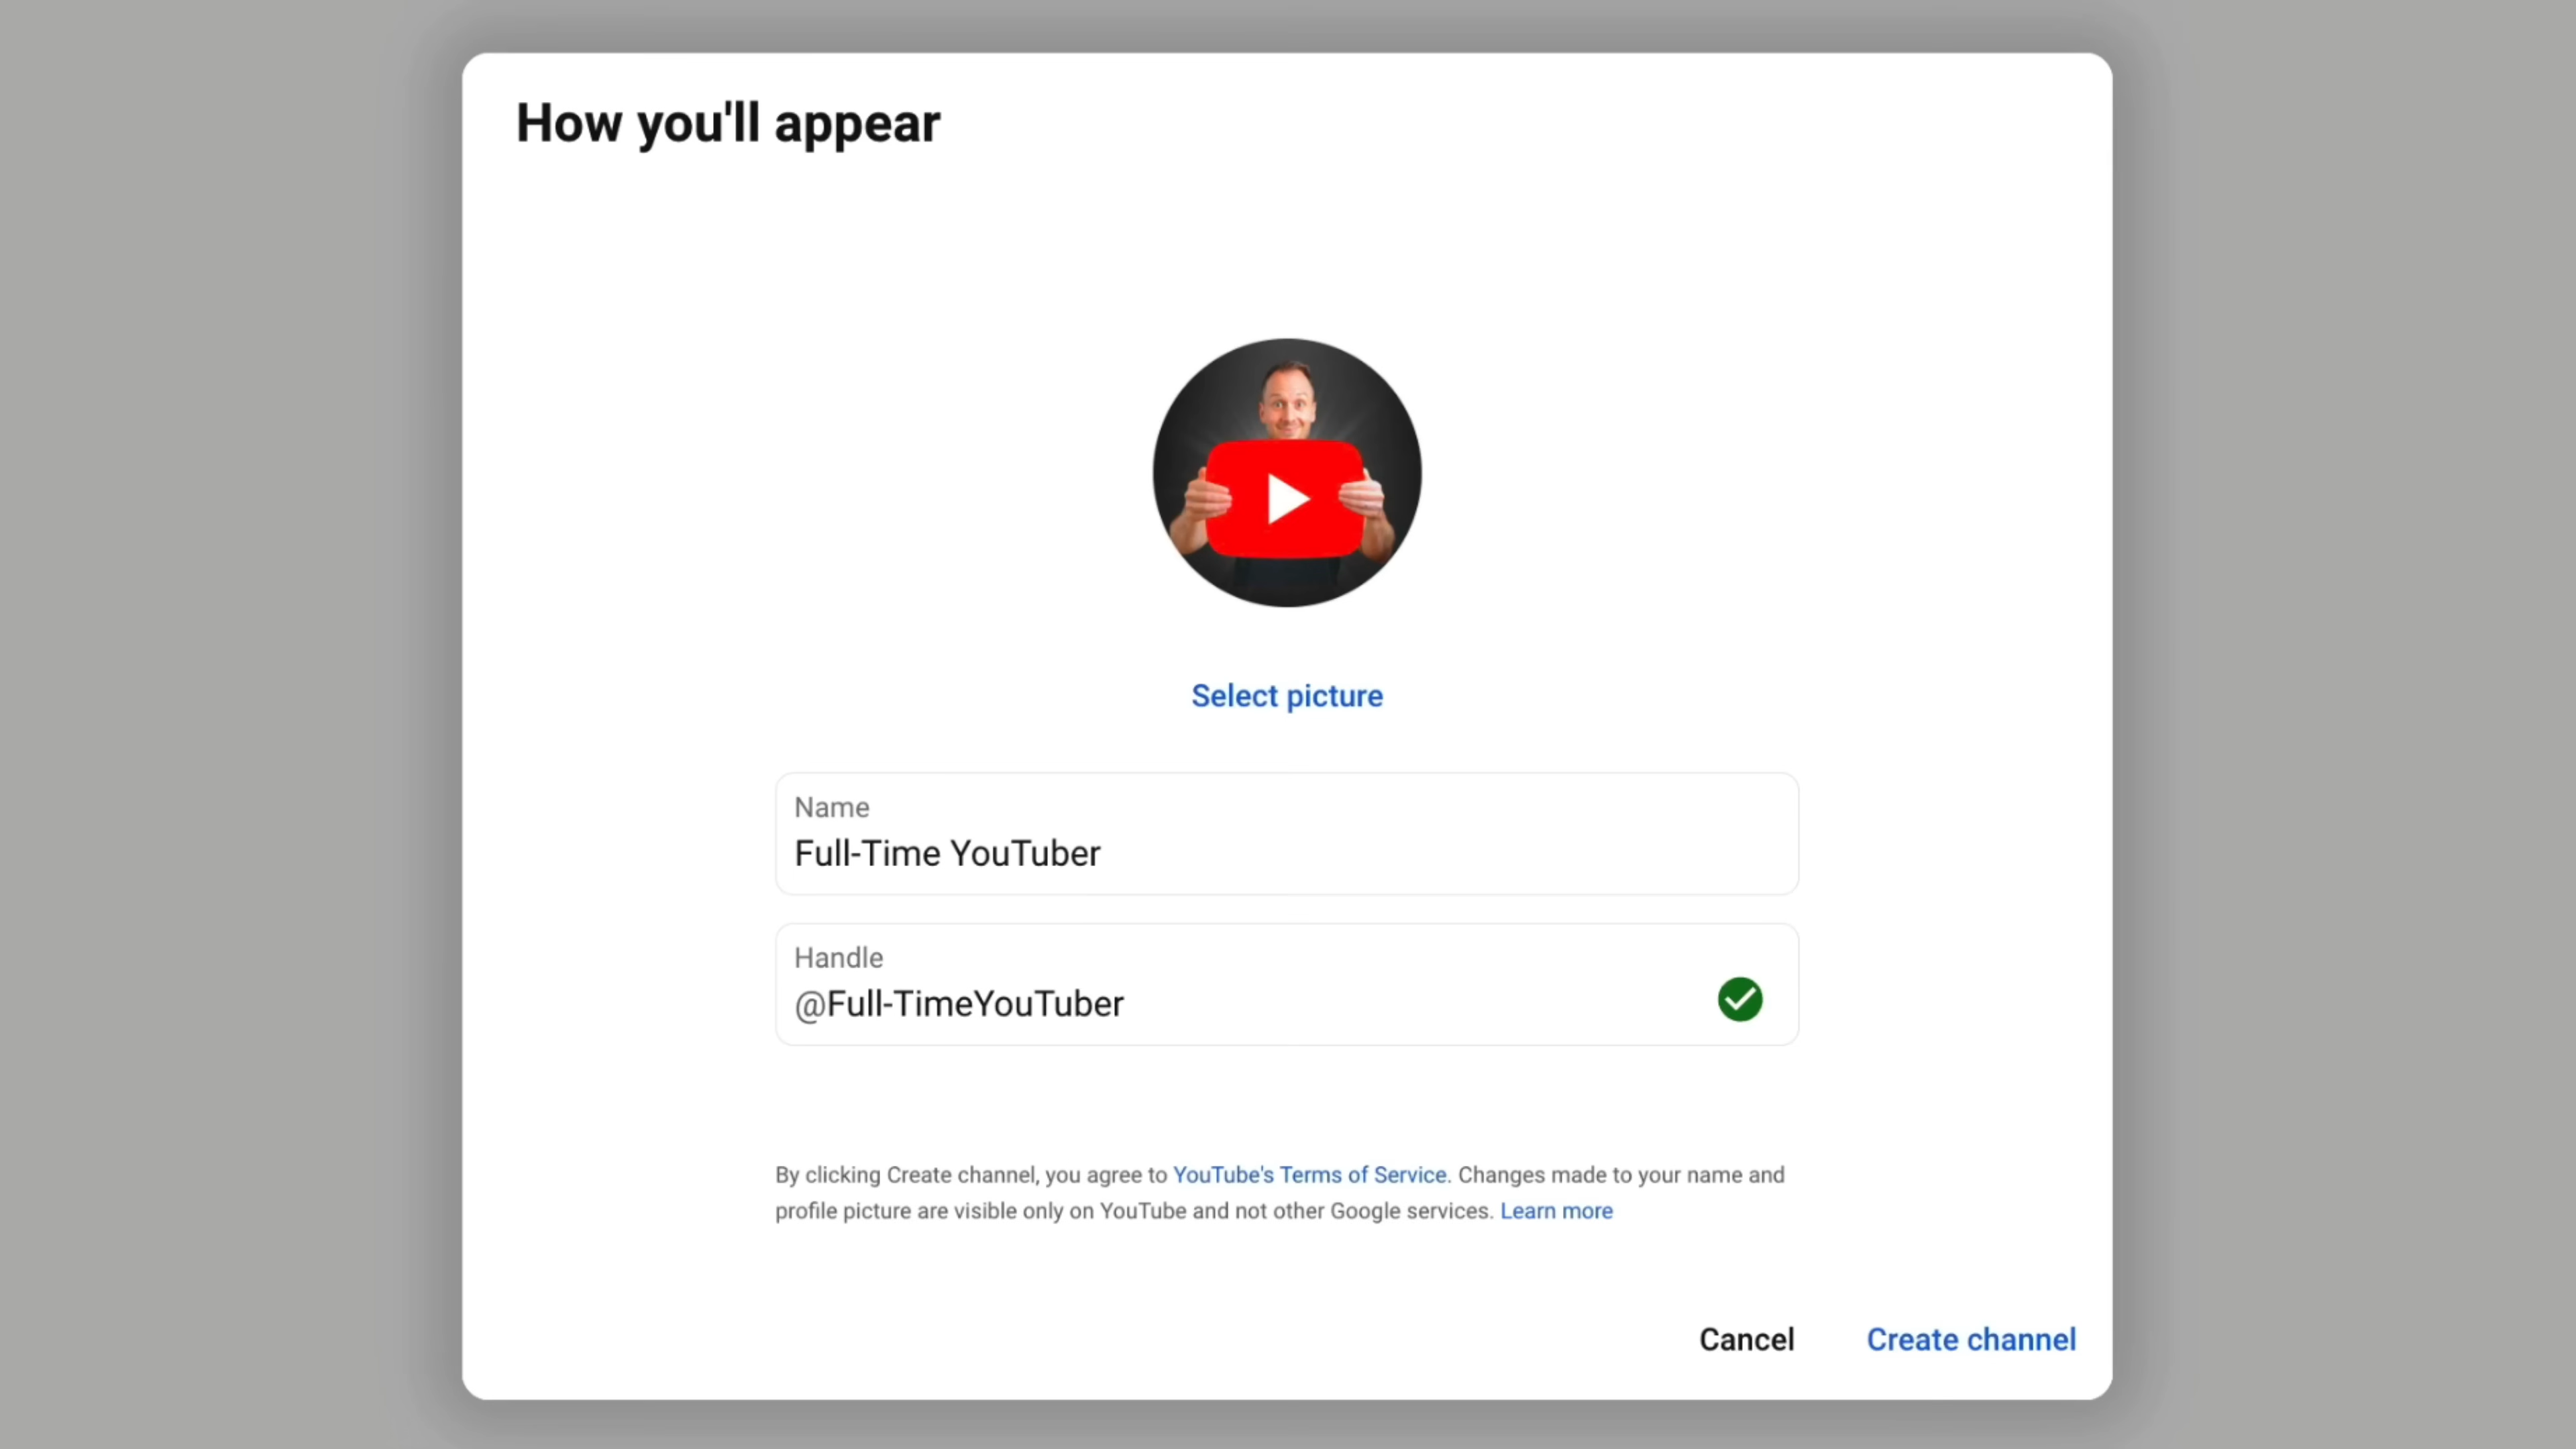 How you'll appear
Select picture
Name
Full-Time YouTuber
Handle
@Full-TimeYouTuber
By clicking Create channel, you agree to YouTube's Terms of Service. Changes made to your name and
profile picture are visible only on YouTube and not other Google services. Learn more
Cancel Create channel